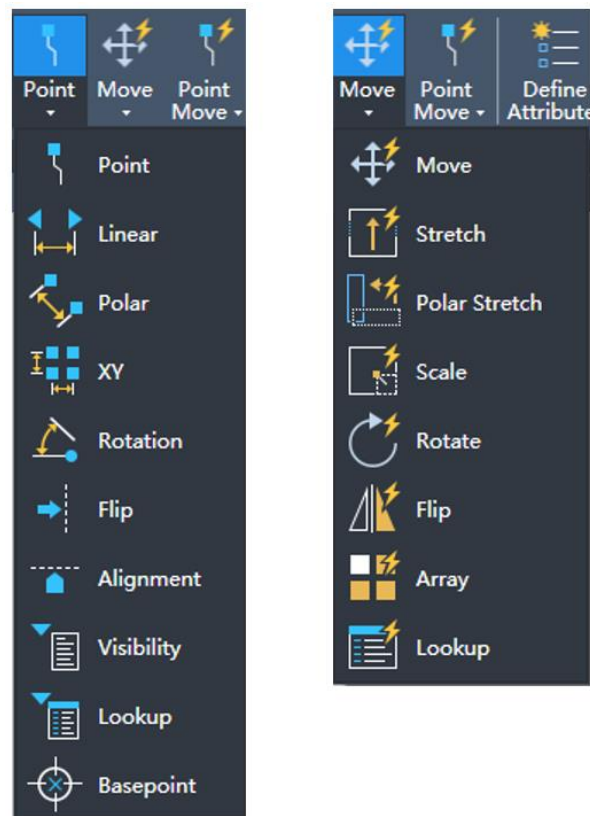 Point
Move
Point
Move
Point
Linear
Polar
XY
Rotation
Flip
Alignment
Visibility
Lookup
Basepoint
Move
Point
Move
Define
Attribute
Move
Stretch
Polar Stretch
Scale
Rotate
Flip
Array
Lookup